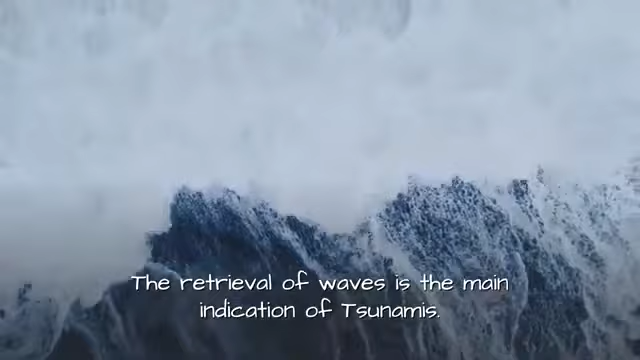 The retrieval of waves is the main
indication of Tsunamis.